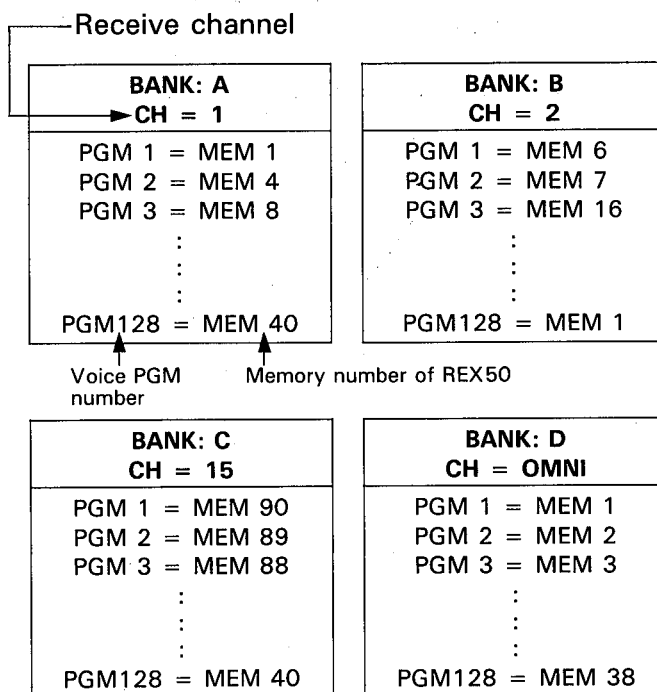 Receive channel
BANK: A
CH = 1
PGM 1 = MEM 1
PGM 2 = MEM 4
PGM 3 = MEM 8
:
:
:
PGM128 = MEM 40
BANK: B
CH = 2
PGM 1 = MEM 6
PGM 2 = MEM 7
PGM 3 = MEM 16
:
:
:
PGM128 = MEM 1
Voice PGM
number
Memory number of REX50
BANK: C
CH = 15
PGM 1 = MEM 90
PGM 2 = MEM 89
PGM 3 = MEM 88
:
:
:
PGM128 = MEM 40
BANK: D
CH = OMNI
PGM 1 = MEM 1
PGM 2 = MEM 2
PGM 3 = MEM 3
:
:
:
PGM128 = MEM 38